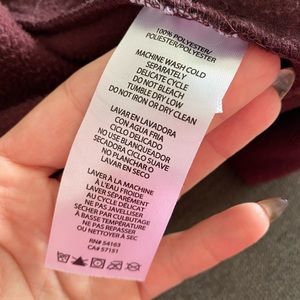 100% POLYESTER/
POLIÉSTER/POLYESTER
MACHINE WASH COLD
SEPARATELY
DELICATE CYCLE
DO NOT BLEACH
TUMBLE DRY LOW
DO NOT IRON OR DRY CLEAN
LAVAR EN LAVADORA
CON AGUA FRIA
CICLO DELICADO
NO USE BLANQUEADOR
SECADORA CICLO SUAVE
NO PLANCHAR O
LAVAR EN SECO
LAVER À LA MACHINE
À L'EAU FROIDE
LAVER SÉPARÉMENT
AU CYCLE DÉLICAT
NE PAS JAVELLISER
SÉCHER PAR CULBUTAGE
À BASSE TEMPÉRATURE
NE PAS REPASSER
OU NETTOYER À SEC
RN# 54163
CA# 57151